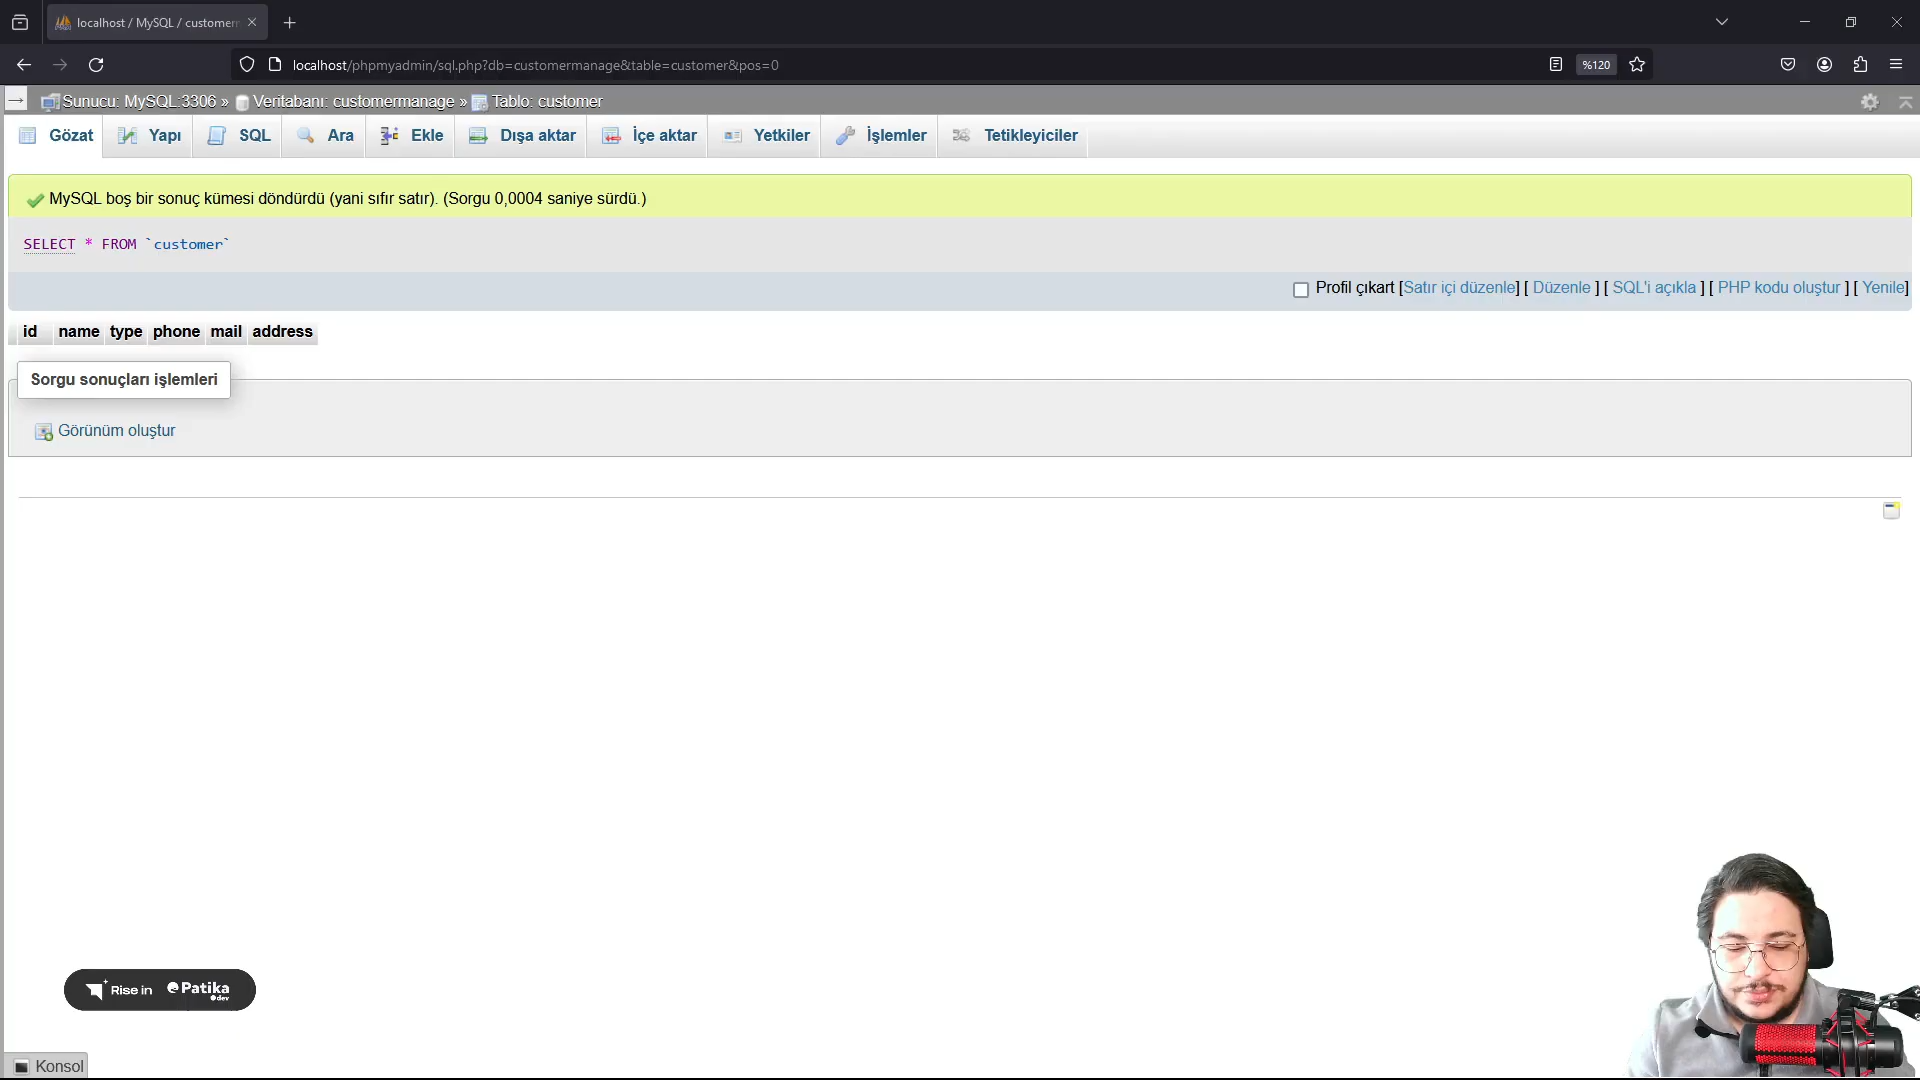 localhost / MySQL / customerm
localhost/phpmyadmin/sql.php?db=customermanage&table=customer&pos=0
%120
Sunucu: MySQL:3306 » Veritabanı: customermanage » Tablo: customer
Gözat Yapı SQL Ara Ekle Dışa aktar İçe aktar Yetkiler İşlemler Tetikleyiciler
MySQL boş bir sonuç kümesi döndürdü (yani sıfır satır). (Sorgu 0,0004 saniye sürdü.)
SELECT * FROM `customer`
Profil çıkart [Satır içi düzenle] [ Düzenle ] [ SQL'i açıkla ] [ PHP kodu oluştur ] [ Yenile]
id name type phone mail address
Sorgu sonuçları işlemleri
Görünüm oluştur
Rise in Patika
dev
Konsol